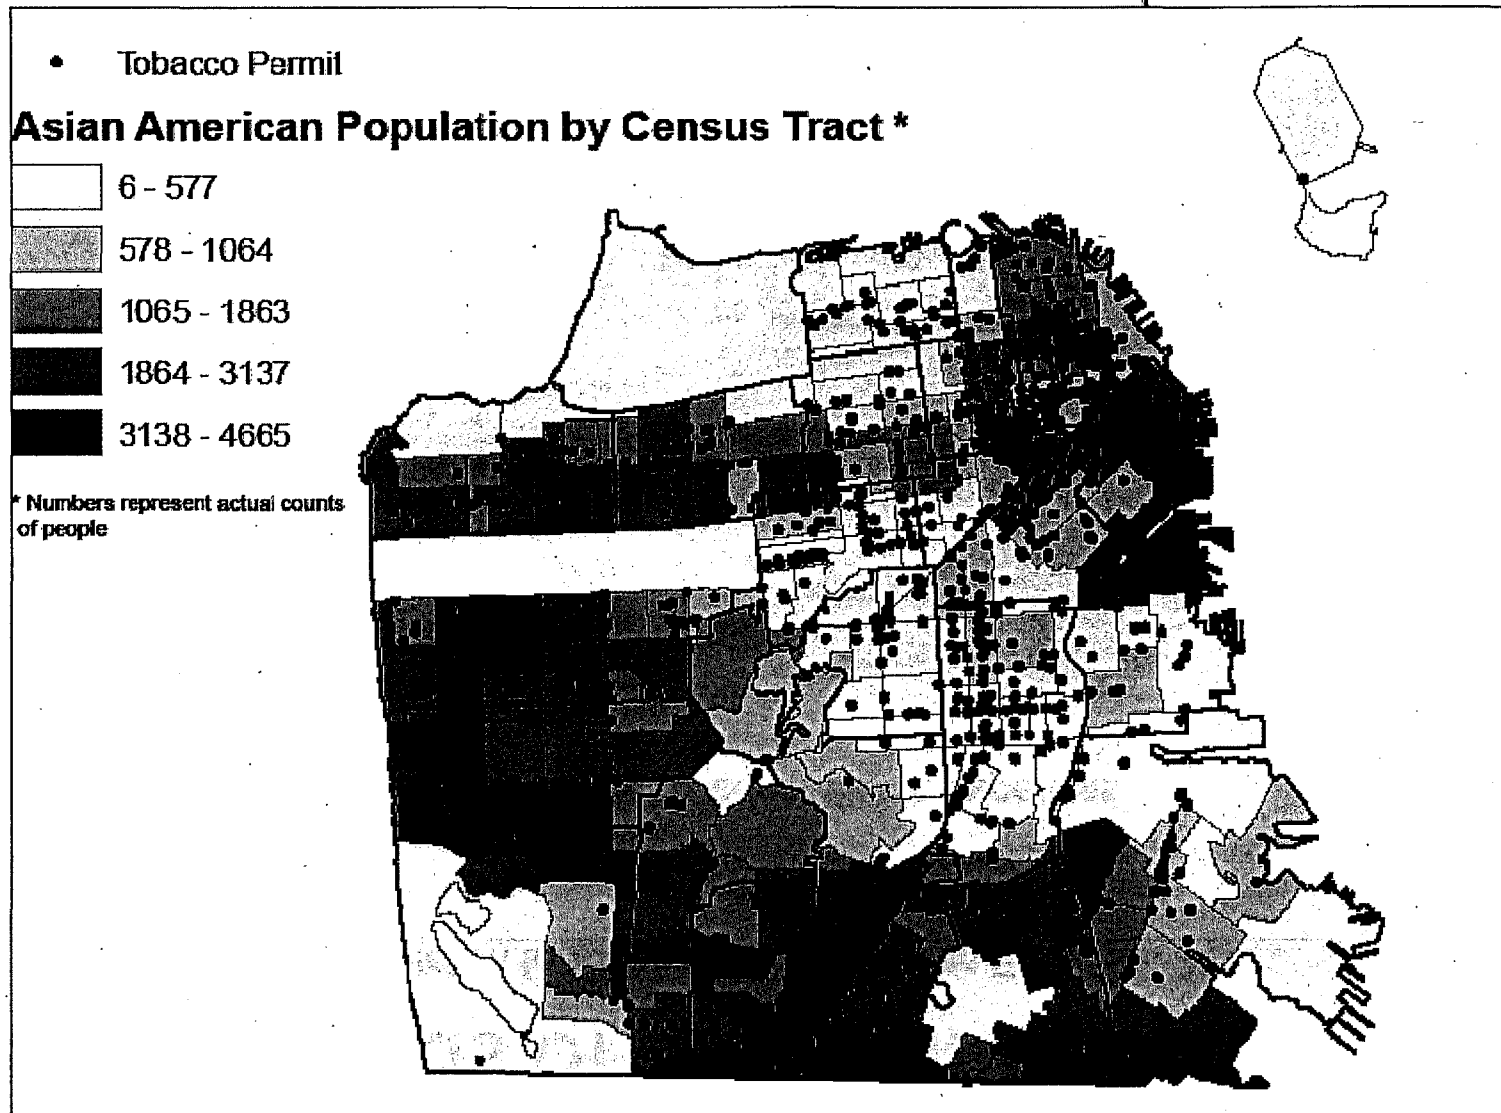 Tobacco Permit
Asian American Population by Census Tract *
6 - 577
578 - 1064
1065 - 1863
1864 - 3137
3138 - 4665
* Numbers represent actual counts
of people